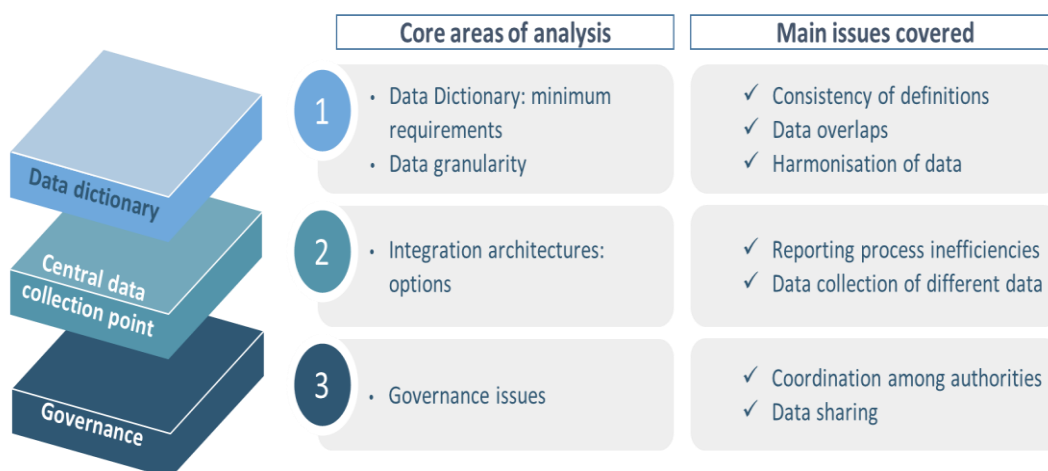 Core areas of analysis
Main issues covered
Data dictionary
Central data
collection point
Governance
1
• Data Dictionary: minimum
requirements
• Data granularity
✓ Consistency of definitions
✓ Data overlaps
✓ Harmonisation of data
2
• Integration architectures:
options
✓ Reporting process inefficiencies
✓ Data collection of different data
3
• Governance issues
✓ Coordination among authorities
✓ Data sharing